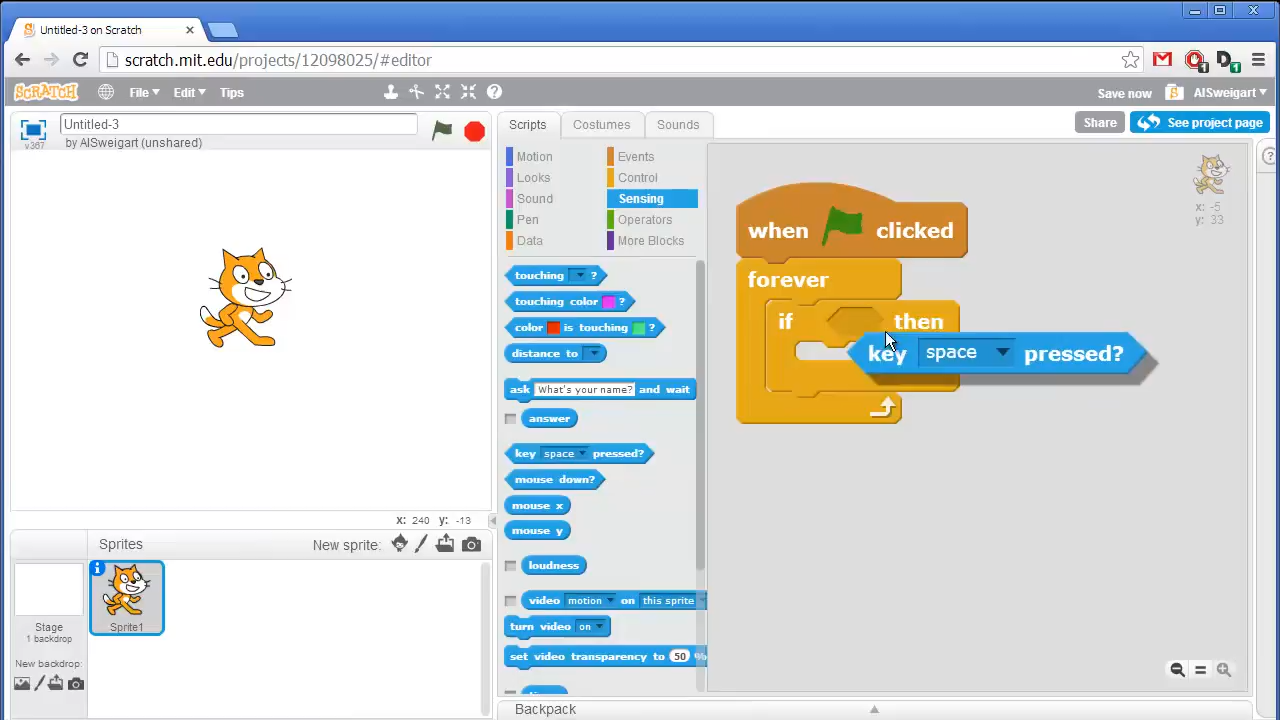 Untitled-3 on Scratch
scratch.mit.edu/projects/12098025/#editor
SCRATCH File Edit Tips Save now AlSweigart
Untitled-3
v367 by AlSweigart (unshared)
Scripts Costumes Sounds Share See project page
Motion Events
Looks Control
Sound Sensing
Pen Operators
Data More Blocks
touching ?
touching color ?
color is touching ?
distance to
ask What's your name? and wait
answer
key space pressed?
mouse down?
mouse x
mouse y
loudness
video motion on this sprite
turn video on
set video transparency to 50 %
when clicked
forever
if then
key space pressed?
x: -5
y: 33
x: 240 y: -13
Sprites New sprite:
Stage
1 backdrop
Sprite1
New backdrop:
Backpack